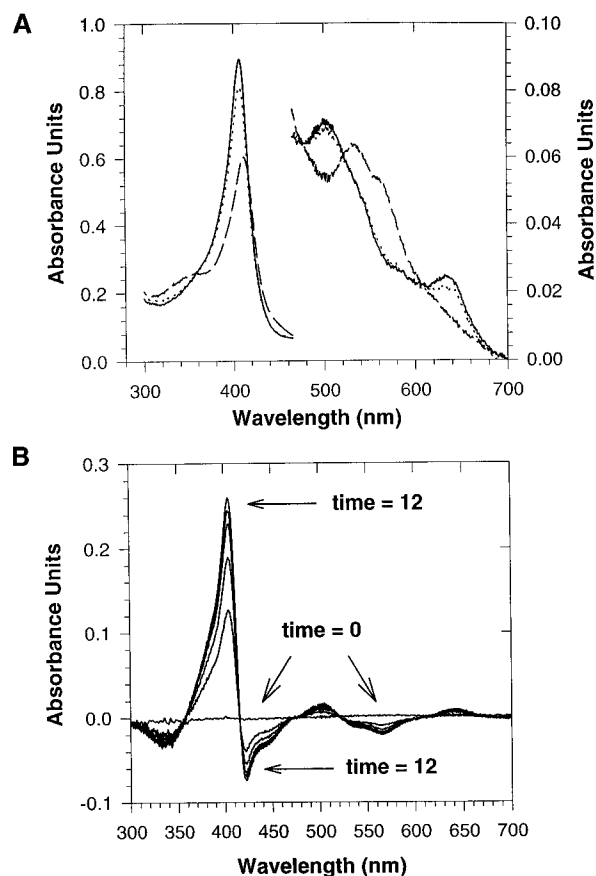 A
1.0
0.8
0.6
0.4
0.2
0.0
Absorbance Units
0.10
0.08
0.06
0.04
0.02
0.00
Absorbance Units
300 400 500 600 700
Wavelength (nm)
B
0.3
0.2
0.1
0.0
-0.1
Absorbance Units
time = 12
time = 0
time = 12
300 350 400 450 500 550 600 650 700
Wavelength (nm)